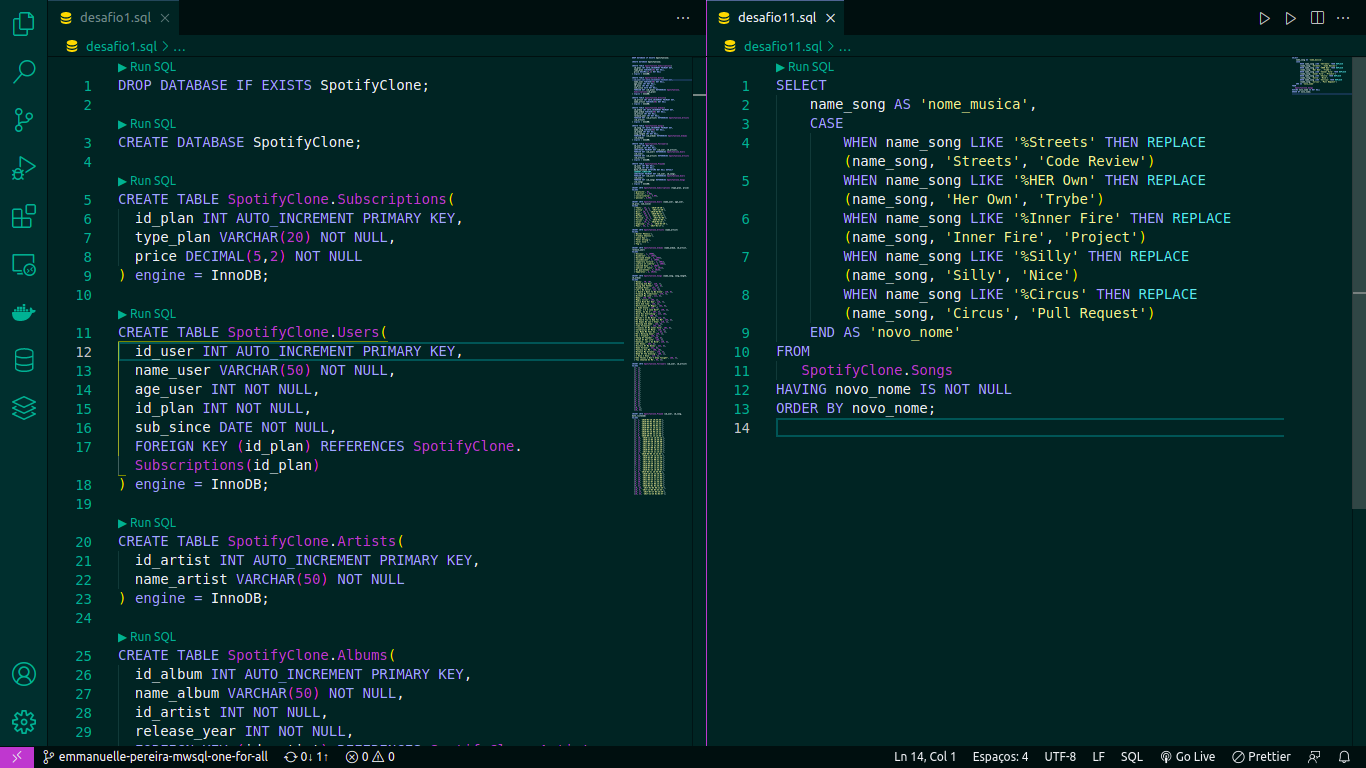 desafio1.sql
desafio1.sql > ...
Run SQL
1 DROP DATABASE IF EXISTS SpotifyClone;
2
Run SQL
3 CREATE DATABASE SpotifyClone;
4
Run SQL
5 CREATE TABLE SpotifyClone.Subscriptions(
6 id_plan INT AUTO_INCREMENT PRIMARY KEY,
7 type_plan VARCHAR(20) NOT NULL,
8 price DECIMAL(5,2) NOT NULL
9 ) engine = InnoDB;
10
Run SQL
11 CREATE TABLE SpotifyClone.Users(
12 id_user INT AUTO_INCREMENT PRIMARY KEY,
13 name_user VARCHAR(50) NOT NULL,
14 age_user INT NOT NULL,
15 id_plan INT NOT NULL,
16 sub_since DATE NOT NULL,
17 FOREIGN KEY (id_plan) REFERENCES SpotifyClone.
Subscriptions(id_plan)
18 ) engine = InnoDB;
19
Run SQL
20 CREATE TABLE SpotifyClone.Artists(
21 id_artist INT AUTO_INCREMENT PRIMARY KEY,
22 name_artist VARCHAR(50) NOT NULL
23 ) engine = InnoDB;
24
Run SQL
25 CREATE TABLE SpotifyClone.Albums(
26 id_album INT AUTO_INCREMENT PRIMARY KEY,
27 name_album VARCHAR(50) NOT NULL,
28 id_artist INT NOT NULL,
29 release_year INT NOT NULL,
desafio11.sql
desafio11.sql > ...
Run SQL
1 SELECT
2 name_song AS 'nome_musica',
3 CASE
4 WHEN name_song LIKE '%Streets' THEN REPLACE
(name_song, 'Streets', 'Code Review')
5 WHEN name_song LIKE '%HER Own' THEN REPLACE
(name_song, 'Her Own', 'Trybe')
6 WHEN name_song LIKE '%Inner Fire' THEN REPLACE
(name_song, 'Inner Fire', 'Project')
7 WHEN name_song LIKE '%Silly' THEN REPLACE
(name_song, 'Silly', 'Nice')
8 WHEN name_song LIKE '%Circus' THEN REPLACE
(name_song, 'Circus', 'Pull Request')
9 END AS 'novo_nome'
10 FROM
11 SpotifyClone.Songs
12 HAVING novo_nome IS NOT NULL
13 ORDER BY novo_nome;
14
emmanuelle-pereira-mwsql-one-for-all 0↓ 1↑ 0 0 Ln 14, Col 1 Espaços: 4 UTF-8 LF SQL Go Live Prettier